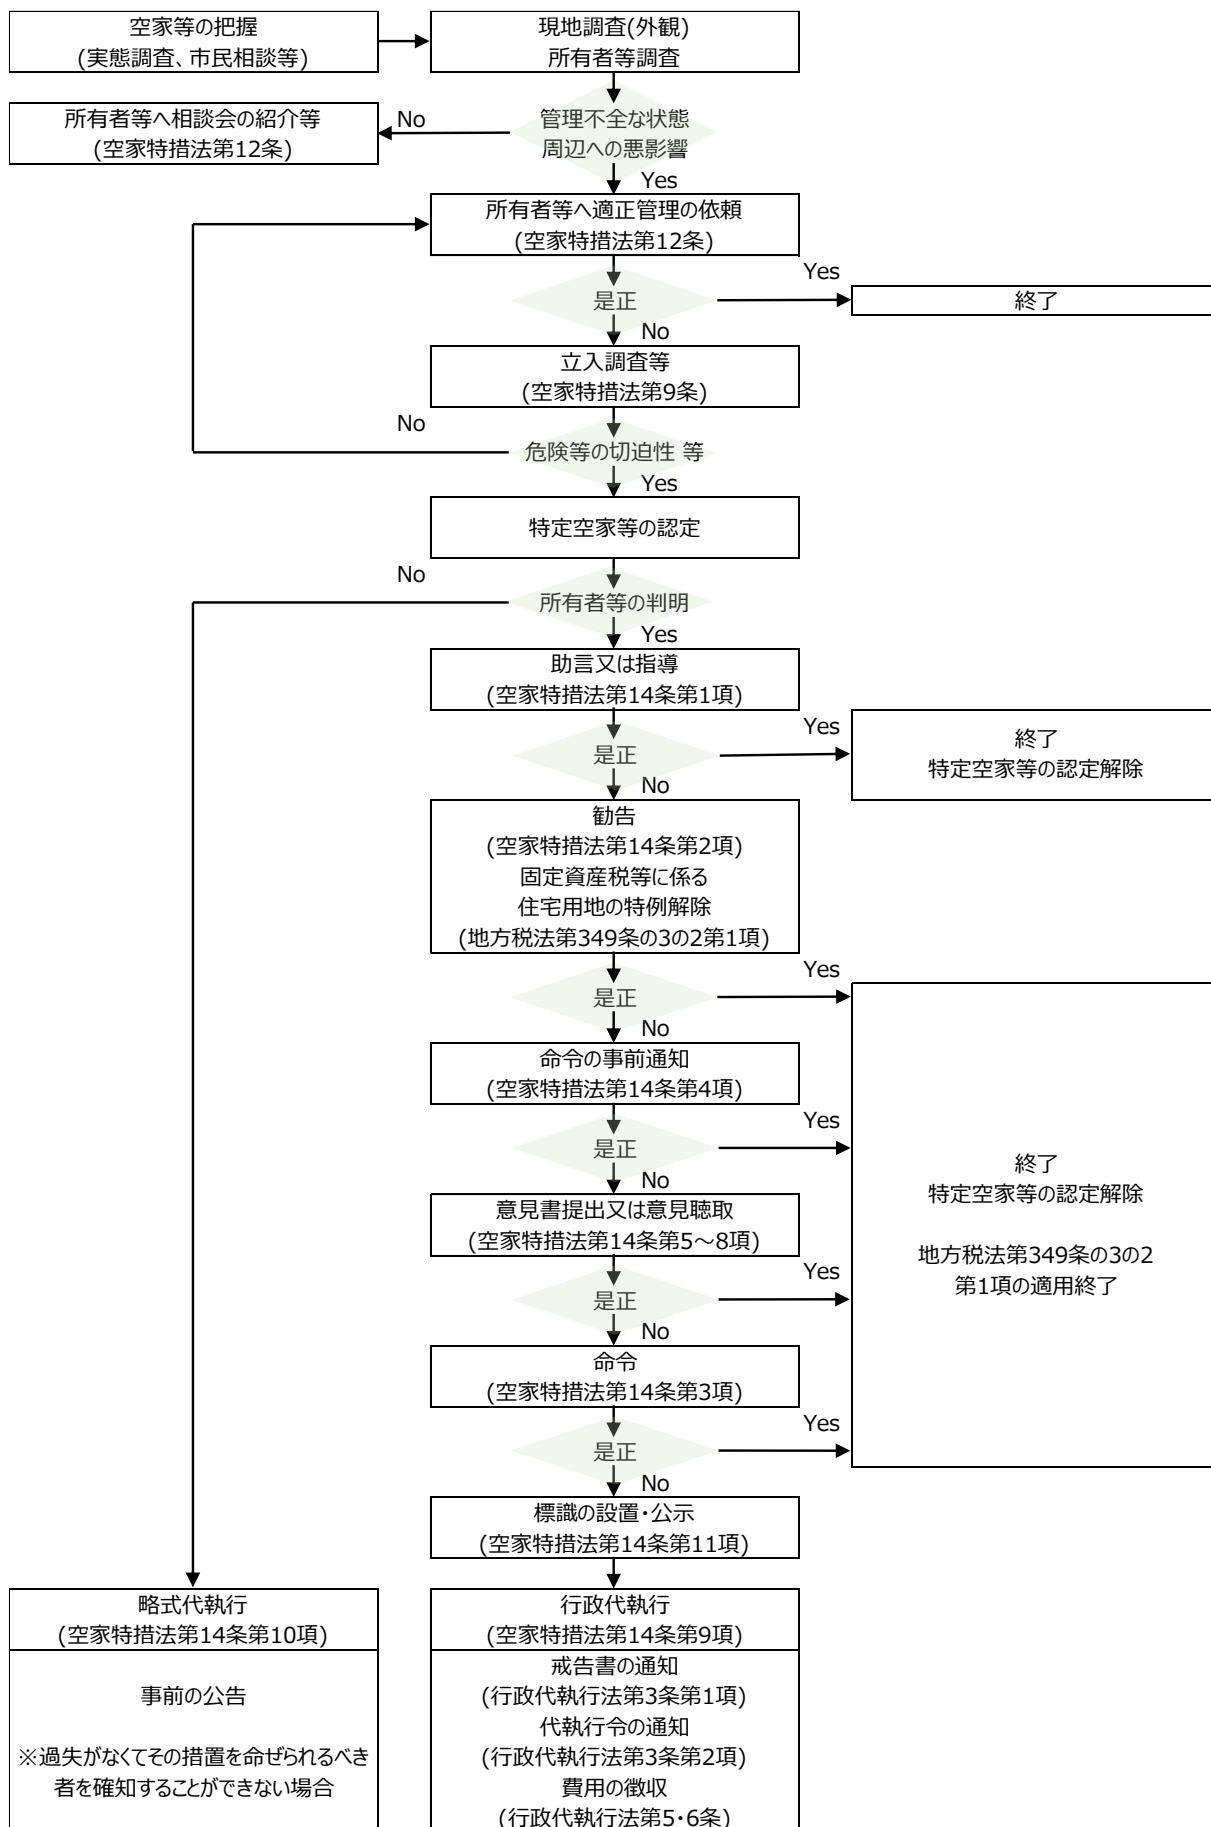 空家等の把握
(実態調査、市民相談等)
現地調査(外観)
所有者等調査
所有者等へ相談会の紹介等
(空家特措法第12条)
No
管理不全な状態
周辺への悪影響
Yes
所有者等へ適正管理の依頼
(空家特措法第12条)
是正
Yes
終了
No
立入調査等
(空家特措法第9条)
No
危険等の切迫性 等
Yes
特定空家等の認定
No
所有者等の判明
Yes
助言又は指導
(空家特措法第14条第1項)
是正
Yes
終了
特定空家等の認定解除
No
勧告
(空家特措法第14条第2項)
固定資産税等に係る
住宅用地の特例解除
(地方税法第349条の3の2第1項)
是正
Yes
No
命令の事前通知
(空家特措法第14条第4項)
是正
Yes
No
意見書提出又は意見聴取
(空家特措法第14条第5～8項)
是正
Yes
No
命令
(空家特措法第14条第3項)
是正
Yes
No
終了
特定空家等の認定解除
地方税法第349条の3の2
第1項の適用終了
標識の設置・公示
(空家特措法第14条第11項)
略式代執行
(空家特措法第14条第10項)
事前の公告
※過失がなくてその措置を命ぜられるべき
者を確知することができない場合
行政代執行
(空家特措法第14条第9項)
戒告書の通知
(行政代執行法第3条第1項)
代執行令の通知
(行政代執行法第3条第2項)
費用の徴収
(行政代執行法第5・6条)